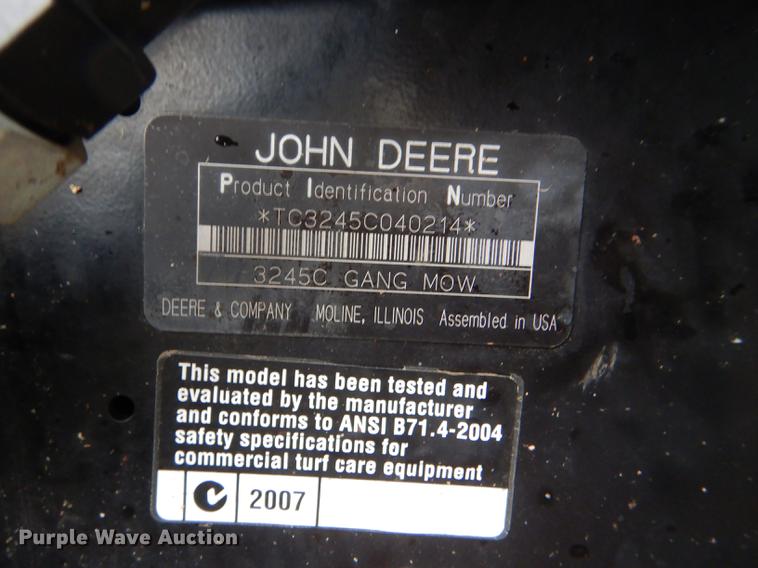 JOHN DEERE
Product Identification Number
*TC3245C040214*
3245C GANG MOW
DEERE & COMPANY MOLINE, ILLINOIS Assembled in USA
This model has been tested and
evaluated by the manufacturer
and conforms to ANSI B71.4-2004
safety specifications for
commercial turf care equipment
2007
Purple Wave Auction